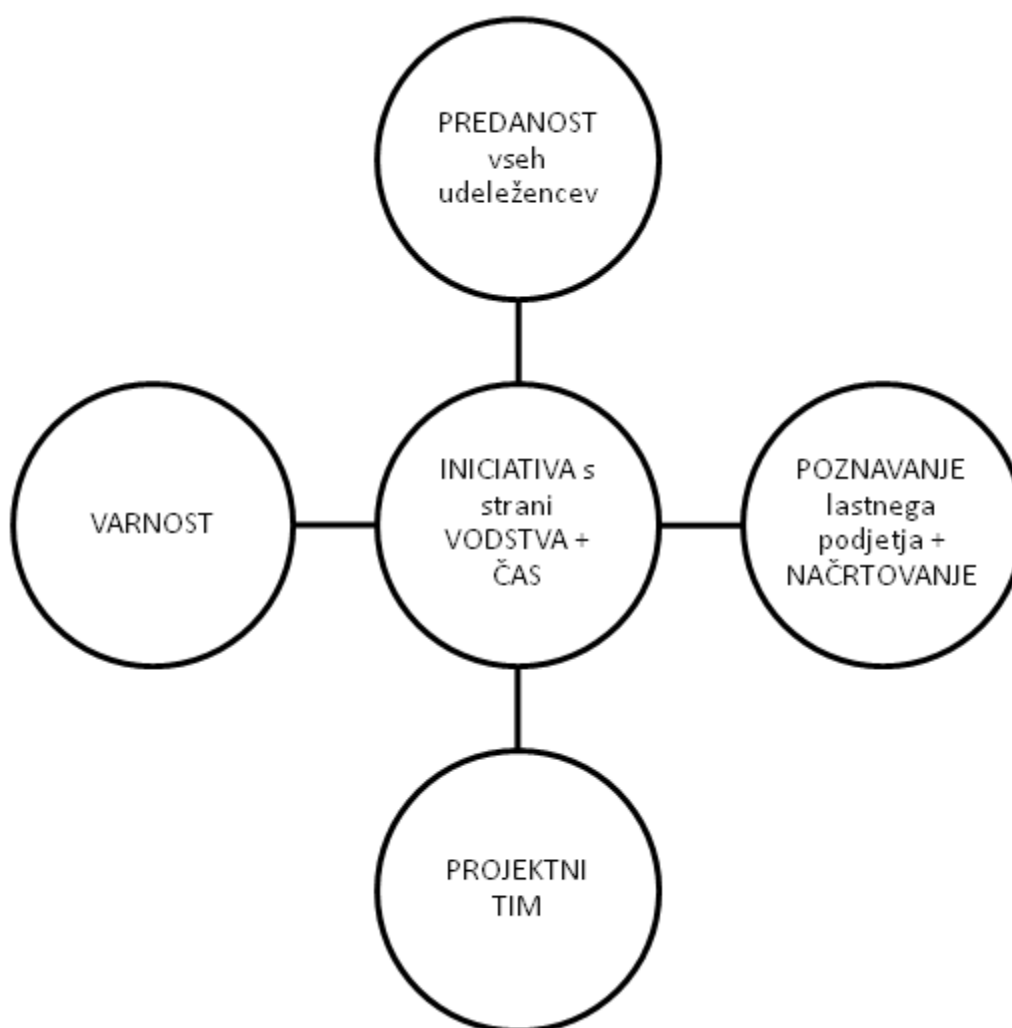 PREDANOST
vseh
udeležencev
VARNOST
INICIATIVA s
strani
VODSTVA +
ČAS
POZNAVANJE
lastnega
podjetja +
NAČRTOVANJE
PROJEKTNI
TIM